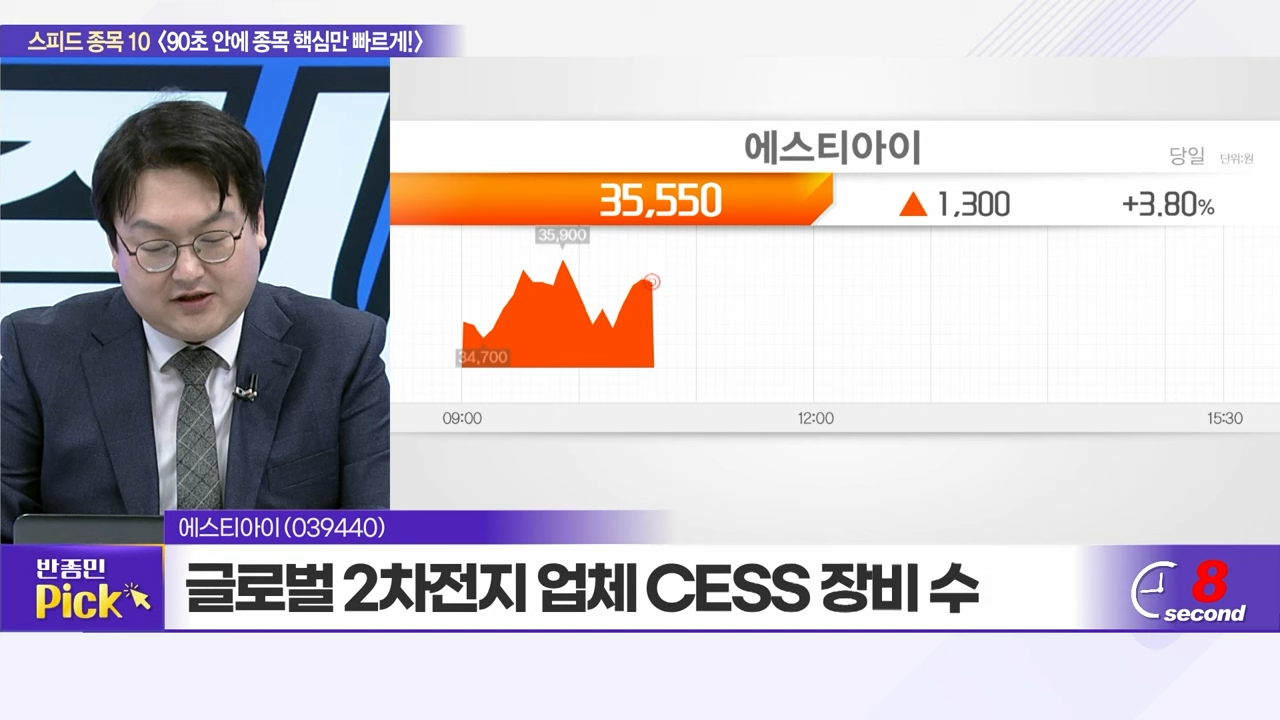 스피드 종목 10 〈90초 안에 종목 핵심만 빠르게!〉
에스티아이
당일 단위:원
35,550 ▲ 1,300 +3.80%
35,900
34,700
09:00 12:00 15:30
에스티아이(039440)
반종민
Pick
글로벌 2차전지 업체 CESS 장비 수
8
second